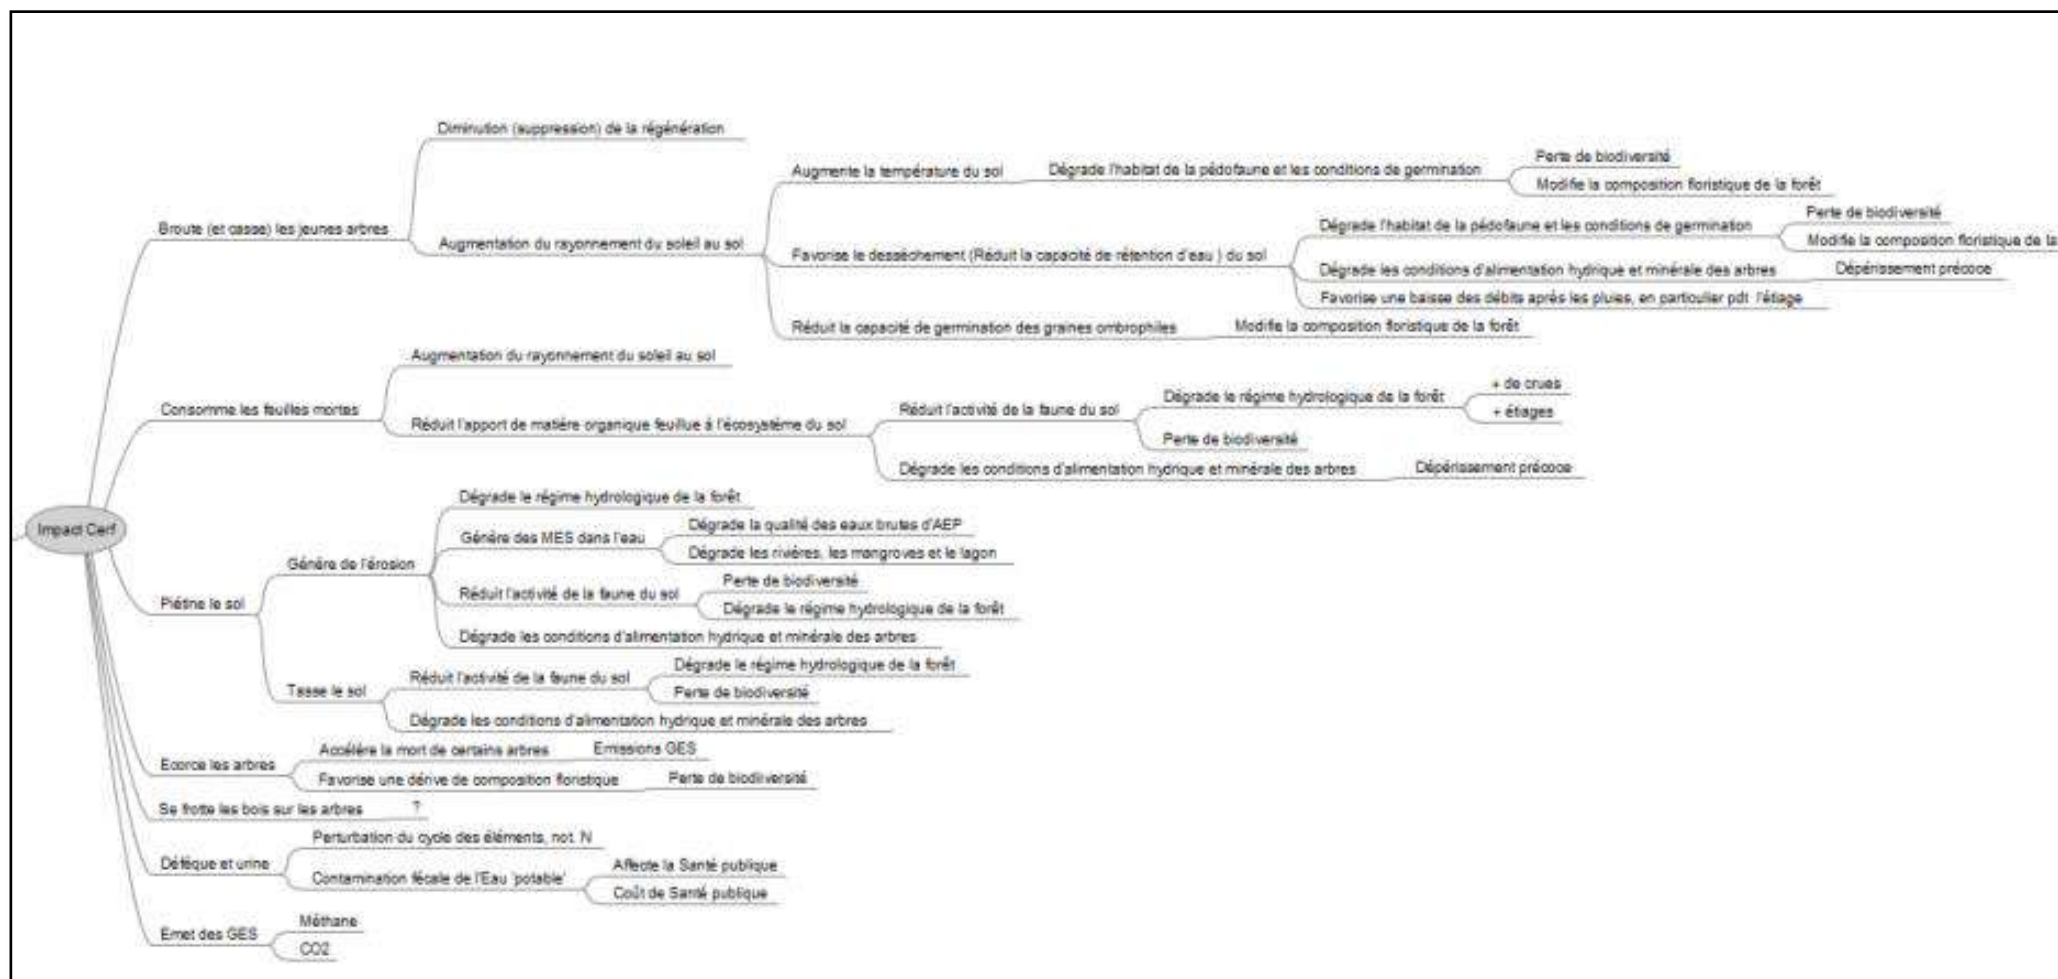 Impact Cerf
Broute (et casse) les jeunes arbres
Diminution (suppression) de la régénération
Augmentation du rayonnement du soleil au sol
Augmente la température du sol
Dégrade l'habitat de la pédofaune et les conditions de germination
Perte de biodiversité
Modifie la composition floristique de la forêt
Favorise le dessèchement (Réduit la capacité de rétention d'eau ) du sol
Dégrade l'habitat de la pédofaune et les conditions de germination
Perte de biodiversité
Modifie la composition floristique de la
Dégrade les conditions d'alimentation hydrique et minérale des arbres
Dépérissement précoce
Favorise une baisse des débits après les pluies, en particulier pdt l'étiage
Réduit la capacité de germination des graines ombrophiles
Modifie la composition floristique de la forêt
Consomme les feuilles mortes
Augmentation du rayonnement du soleil au sol
Réduit l'apport de matière organique feuillue à l'écosystème du sol
Réduit l'activité de la faune du sol
Dégrade le régime hydrologique de la forêt
+ de crues
+ étiages
Perte de biodiversité
Dégrade les conditions d'alimentation hydrique et minérale des arbres
Dépérissement précoce
Piétine le sol
Génère de l'érosion
Dégrade le régime hydrologique de la forêt
Génère des MES dans l'eau
Dégrade la qualité des eaux brutes d'AEP
Dégrade les rivières, les mangroves et le lagon
Réduit l'activité de la faune du sol
Perte de biodiversité
Dégrade le régime hydrologique de la forêt
Dégrade les conditions d'alimentation hydrique et minérale des arbres
Tasse le sol
Réduit l'activité de la faune du sol
Dégrade le régime hydrologique de la forêt
Perte de biodiversité
Dégrade les conditions d'alimentation hydrique et minérale des arbres
Ecorce les arbres
Accélère la mort de certains arbres
Emissions GES
Favorise une dérive de composition floristique
Perte de biodiversité
Se frotte les bois sur les arbres
?
Défèque et urine
Perturbation du cycle des éléments, not. N
Contamination fécale de l'Eau 'potable'
Affecte la Santé publique
Coût de Santé publique
Emet des GES
Méthane
CO2